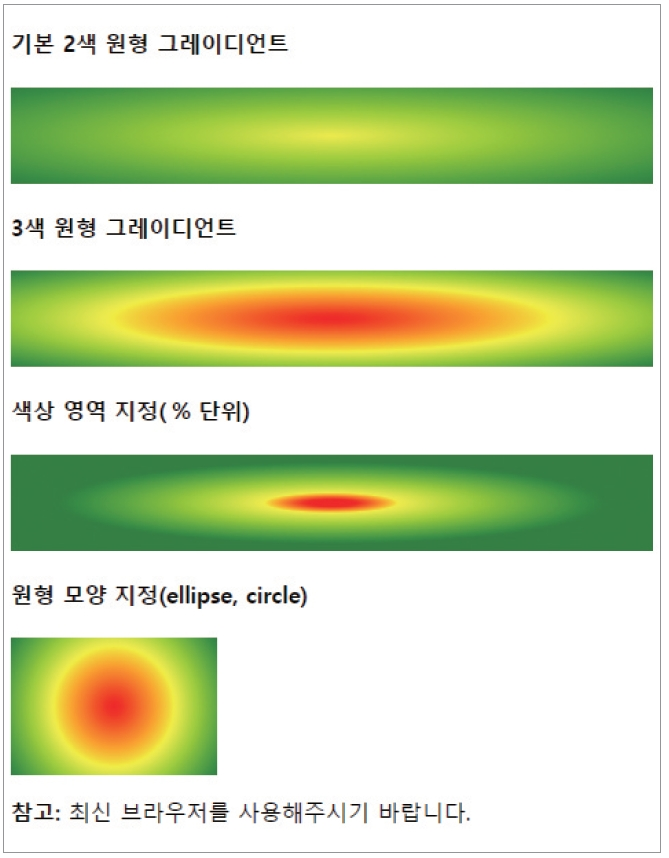 기본 2색 원형 그레이디언트
3색 원형 그레이디언트
색상 영역 지정( % 단위)
원형 모양 지정(ellipse, circle)
참고: 최신 브라우저를 사용해주시기 바랍니다.